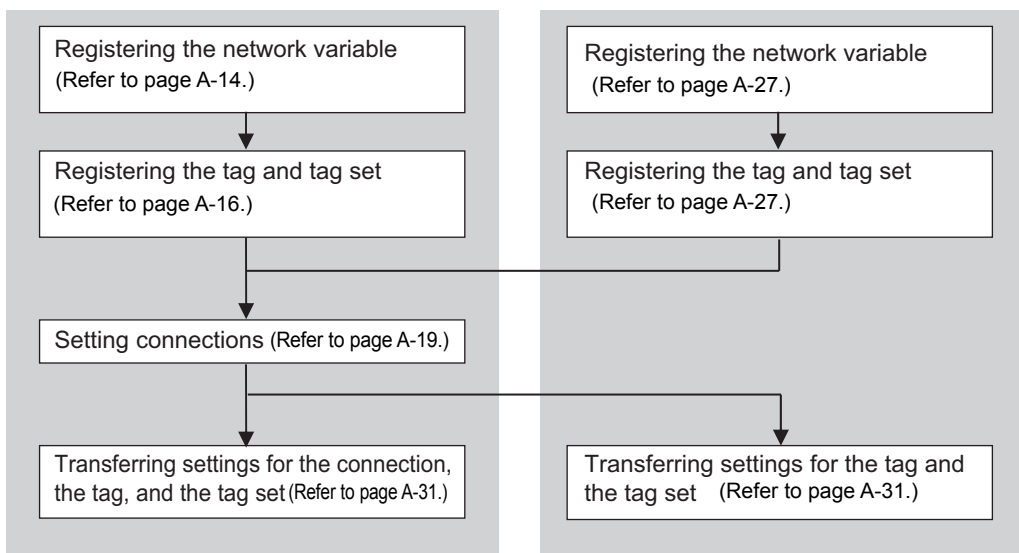 Registering the network variable
(Refer to page A-14.)
Registering the tag and tag set
(Refer to page A-16.)
Setting connections (Refer to page A-19.)
Transferring settings for the connection,
the tag, and the tag set (Refer to page A-31.)
Registering the network variable
(Refer to page A-27.)
Registering the tag and tag set
(Refer to page A-27.)
Transferring settings for the tag and
the tag set (Refer to page A-31.)